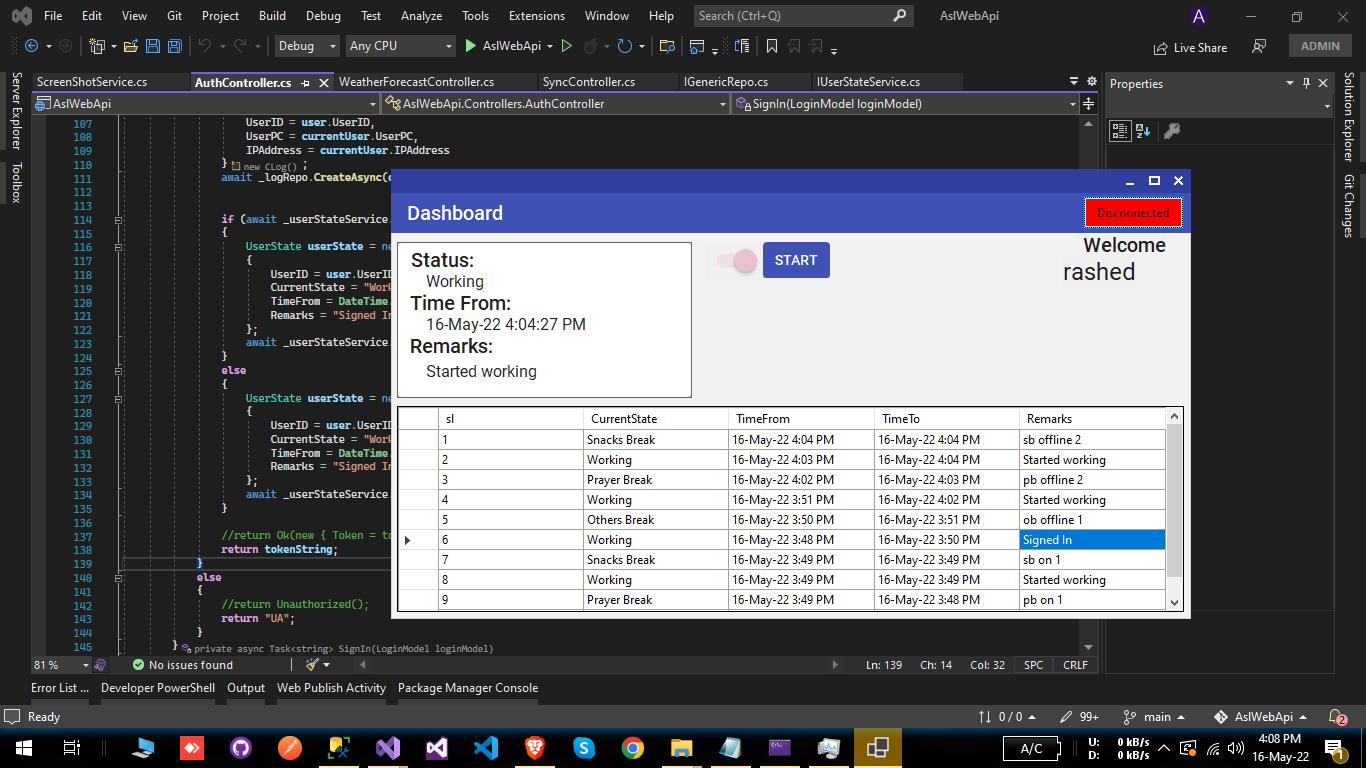 File Edit View Git Project Build Debug Test Analyze Tools Extensions Window Help Search (Ctrl+Q) AslWebApi A
Debug Any CPU AslWebApi Live Share ADMIN
ScreenShotService.cs AuthController.cs WeatherForecastController.cs SyncController.cs IGenericRepo.cs IUserStateService.cs
Properties
AslWebApi AslWebApi.Controllers.AuthController SignIn(LoginModel loginModel)
Server Explorer
Toolbox
Solution Explorer
Git Changes
107 UserID = user.UserID,
108 UserPC = currentUser.UserPC,
109 IPAddress = currentUser.IPAddress
110 } new CLog() ;
111 await _logRepo.CreateAsync(
112
113
114 if (await _userStateService.
115 {
116 UserState userState = ne
117 {
118 UserID = user.UserID
119 CurrentState = "Work
120 TimeFrom = DateTime.
121 Remarks = "Signed In
122 };
123 await _userStateService.
124 }
125 else
126 {
127 UserState userState = ne
128 {
129 UserID = user.UserID
130 CurrentState = "Work
131 TimeFrom = DateTime.
132 Remarks = "Signed In
133 };
134 await _userStateService.
135 }
136
137 //return Ok(new { Token = to
138 return tokenString;
139 }
140 else
141 {
142 //return Unauthorized();
143 return "UA";
144 }
145 } private async Task<string> SignIn(LoginModel loginModel)
Dashboard Disconnected
Status:
Working
Time From:
16-May-22 4:04:27 PM
Remarks:
Started working
START
Welcome
rashed
sl CurrentState TimeFrom TimeTo Remarks
1 Snacks Break 16-May-22 4:04 PM 16-May-22 4:04 PM sb offline 2
2 Working 16-May-22 4:03 PM 16-May-22 4:04 PM Started working
3 Prayer Break 16-May-22 4:02 PM 16-May-22 4:03 PM pb offline 2
4 Working 16-May-22 3:51 PM 16-May-22 4:02 PM Started working
5 Others Break 16-May-22 3:50 PM 16-May-22 3:51 PM ob offline 1
6 Working 16-May-22 3:48 PM 16-May-22 3:50 PM Signed In
7 Snacks Break 16-May-22 3:49 PM 16-May-22 3:49 PM sb on 1
8 Working 16-May-22 3:49 PM 16-May-22 3:49 PM Started working
9 Prayer Break 16-May-22 3:49 PM 16-May-22 3:48 PM pb on 1
81 % No issues found Ln: 139 Ch: 14 Col: 32 SPC CRLF
Error List ... Developer PowerShell Output Web Publish Activity Package Manager Console
Ready 0 / 0 99+ main AslWebApi 2
A/C U: 0 kB/s 4:08 PM
D: 0 kB/s 16-May-22 1